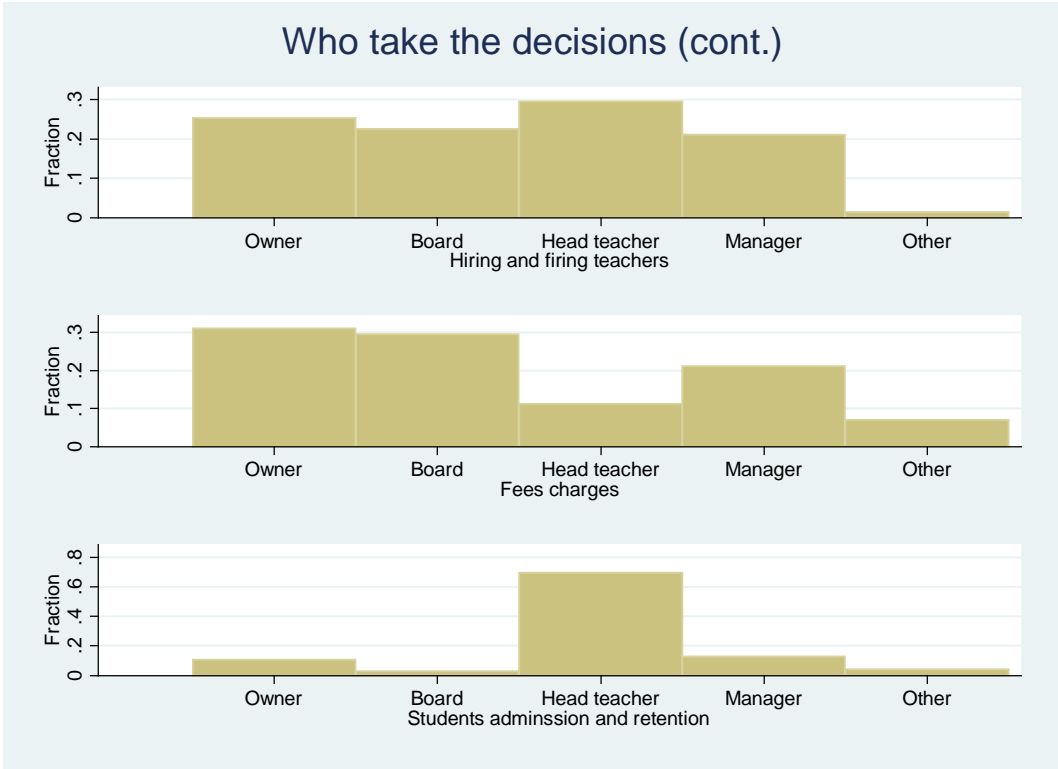 Who take the decisions (cont.)
.3
.2
.1
0
Fraction
Owner Board Head teacher Manager Other
Hiring and firing teachers
.3
.2
.1
0
Fraction
Owner Board Head teacher Manager Other
Fees charges
.8
.6
.4
.2
0
Fraction
Owner Board Head teacher Manager Other
Students adminssion and retention